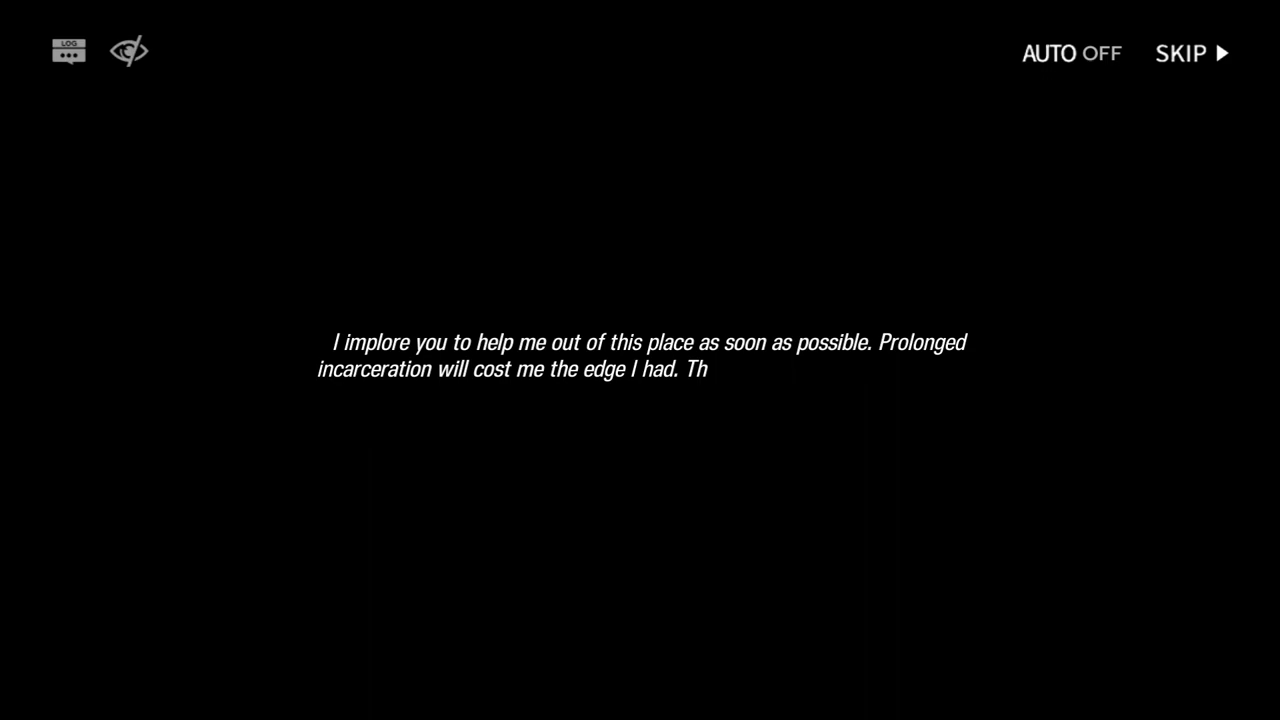 LOG
AUTO OFF SKIP
I implore you to help me out of this place as soon as possible. Prolonged
incarceration will cost me the edge I had. Th